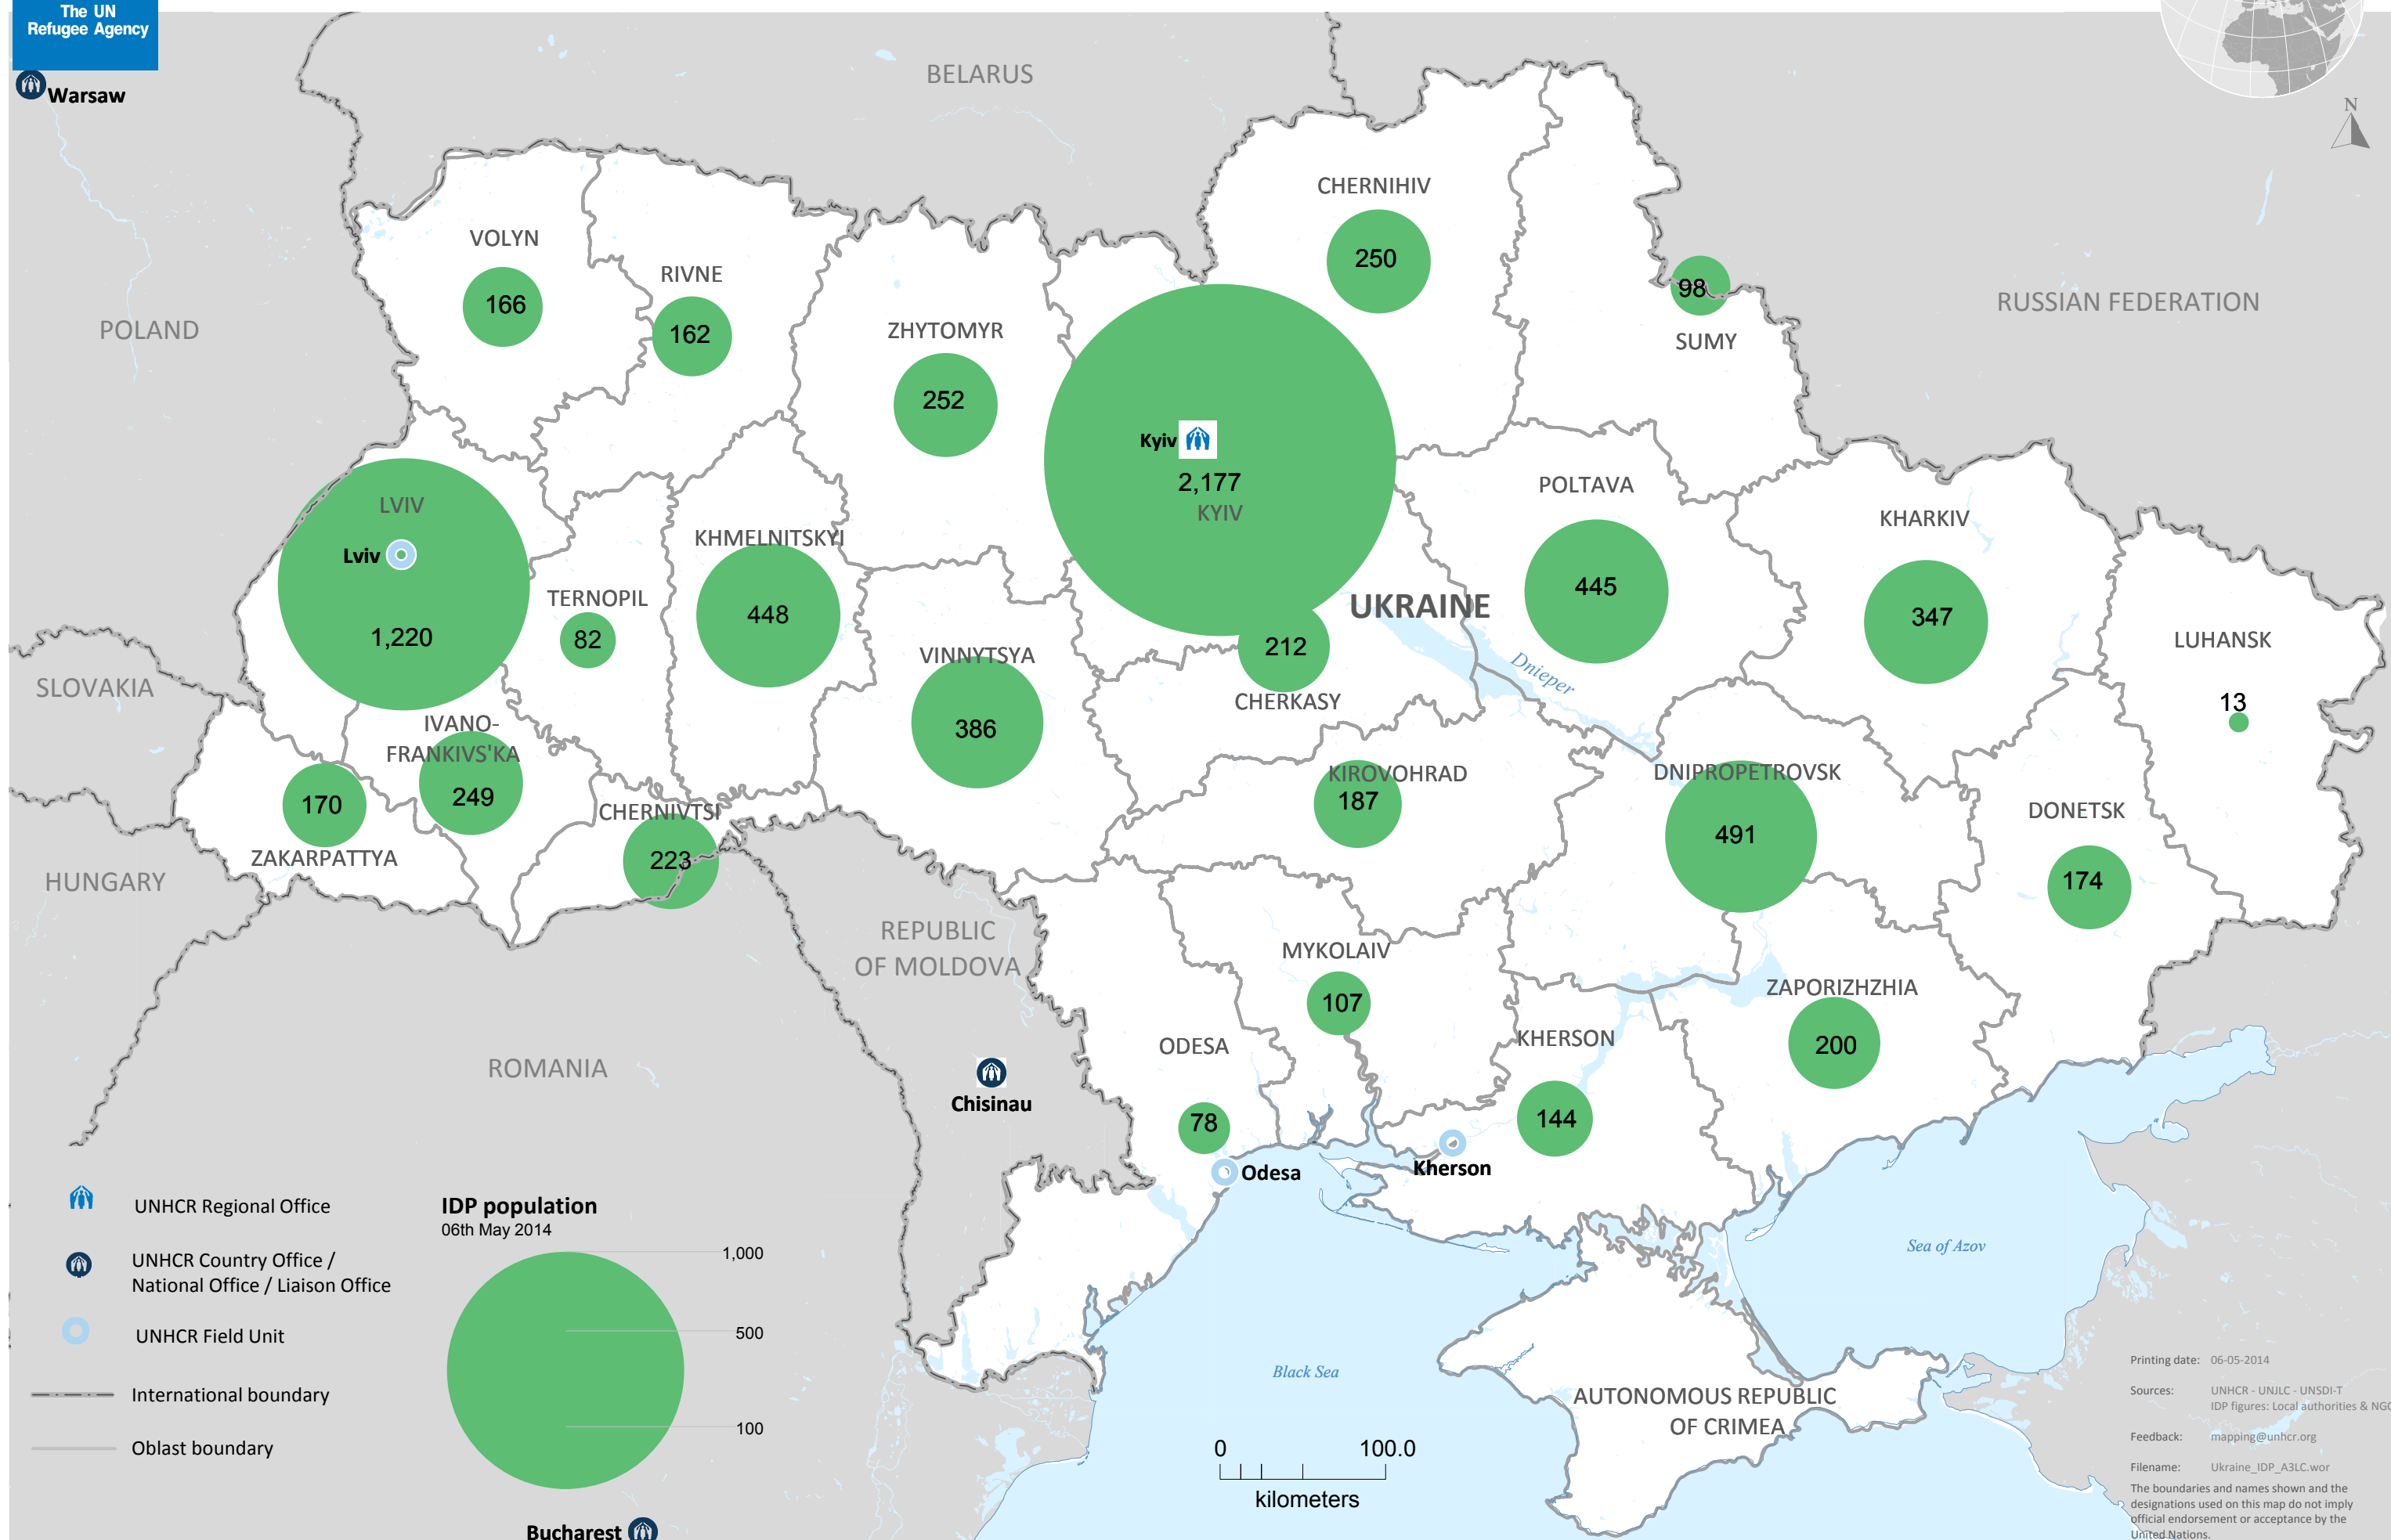 The UN
Refugee Agency
Warsaw
BELARUS
N
CHERNIHIV
250
VOLYN
166
RIVNE
162
98
SUMY
RUSSIAN FEDERATION
POLAND
ZHYTOMYR
252
Kyiv
2,177
KYIV
POLTAVA
445
KHARKIV
347
LVIV
Lviv
1,220
KHMELNITSKYI
448
TERNOPIL
82
UKRAINE
212
CHERKASY
Dnieper
LUHANSK
13
VINNYTSYA
386
SLOVAKIA
IVANO-
FRANKIVS'KA
249
170
ZAKARPATTYA
CHERNIVTSI
223
KIROVOHRAD
187
DNIPROPETROVSK
491
DONETSK
174
HUNGARY
REPUBLIC
OF MOLDOVA
MYKOLAIV
107
ZAPORIZHZHIA
200
ODESA
78
KHERSON
144
ROMANIA
Chisinau
Odesa
Kherson
Sea of Azov
Black Sea
AUTONOMOUS REPUBLIC
OF CRIMEA
UNHCR Regional Office
UNHCR Country Office /
National Office / Liaison Office
UNHCR Field Unit
International boundary
Oblast boundary
IDP population
06th May 2014
1,000
500
100
Bucharest
0 100.0
kilometers
Printing date: 06-05-2014
Sources: UNHCR - UNJLC - UNSDI-T
IDP figures: Local authorities & NGO
Feedback: mapping@unhcr.org
Filename: Ukraine_IDP_A3LC.wor
The boundaries and names shown and the
designations used on this map do not imply
official endorsement or acceptance by the
United Nations.